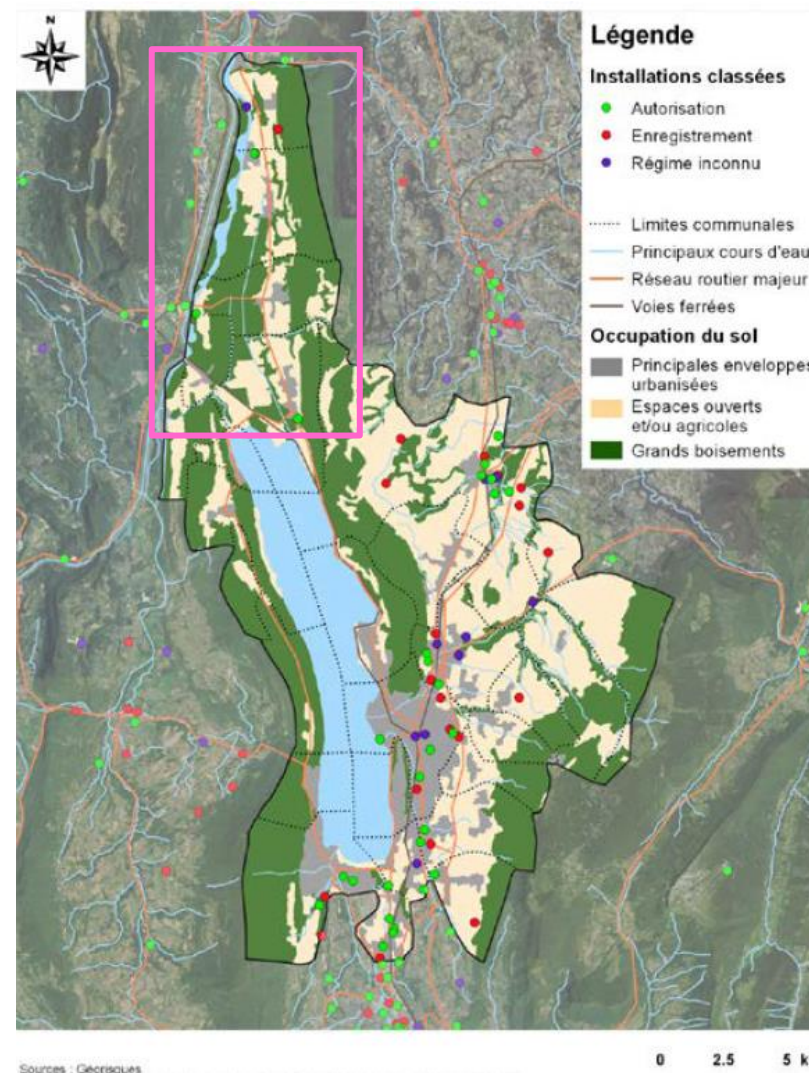 N
Légende
Installations classées
Autorisation
Enregistrement
Régime inconnu
Limites communales
Principaux cours d'eau
Réseau routier majeur
Voies ferrées
Occupation du sol
Principales enveloppes
urbanisées
Espaces ouverts
et/ou agricoles
Grands boisements
0 2.5 5 k
Sources : Géorisques